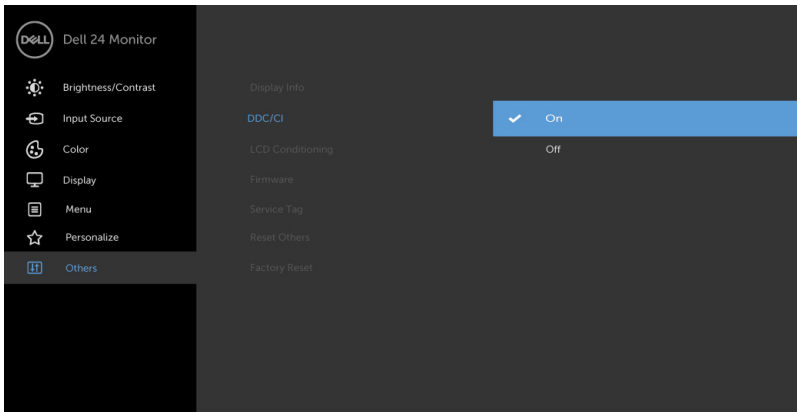 DELL Dell 24 Monitor
Brightness/Contrast
Input Source
Color
Display
Menu
Personalize
Others
Display Info
DDC/CI
LCD Conditioning
Firmware
Service Tag
Reset Others
Factory Reset
On
Off